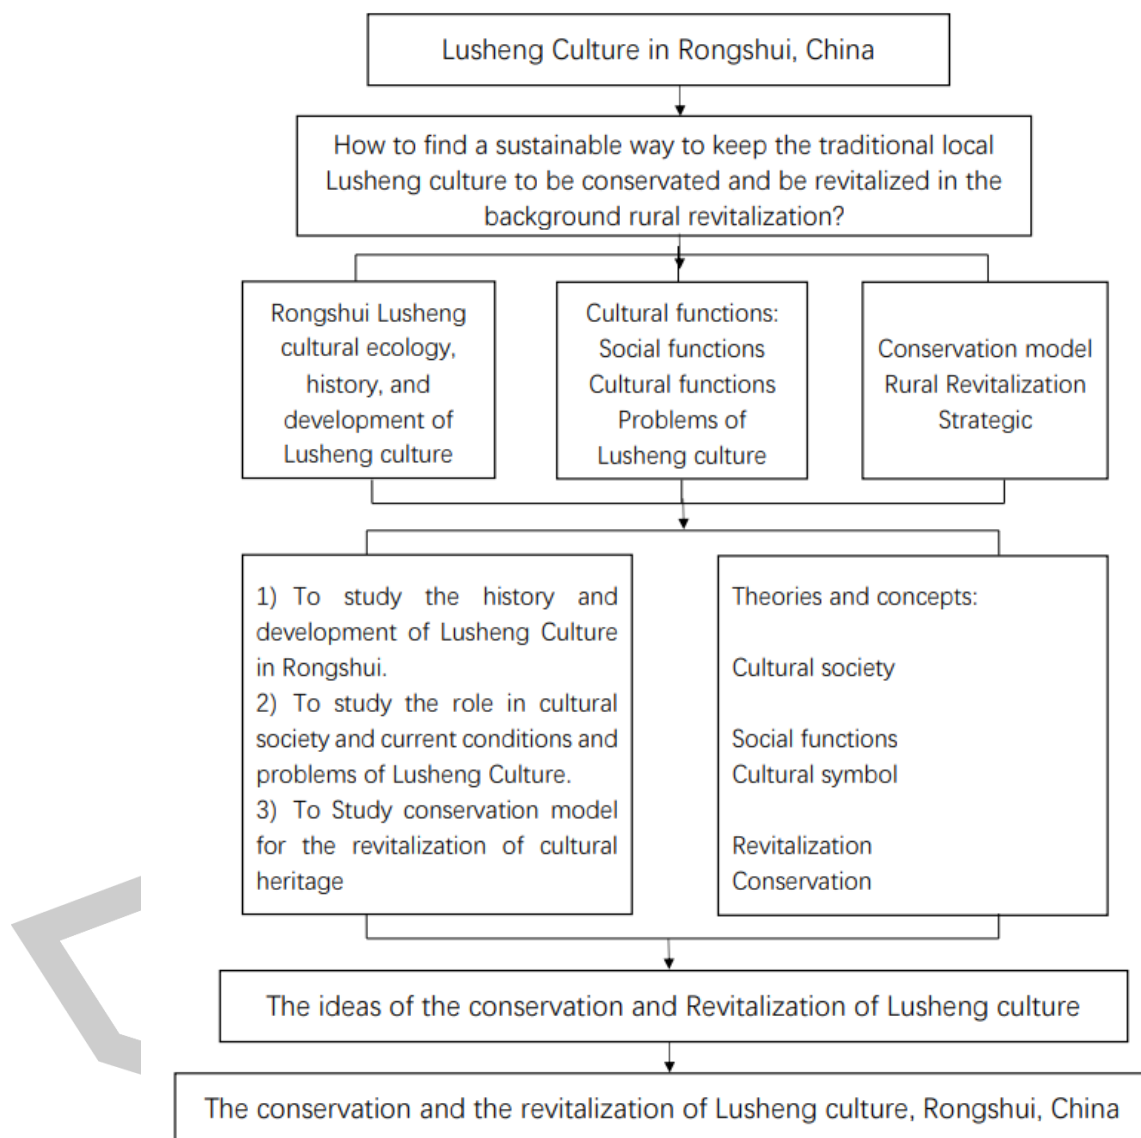 Lusheng Culture in Rongshui, China
How to find a sustainable way to keep the traditional local
Lusheng culture to be conservated and be revitalized in the
background rural revitalization?
Rongshui Lusheng
cultural ecology,
history, and
development of
Lusheng culture
Cultural functions:
Social functions
Cultural functions
Problems of
Lusheng culture
Conservation model
Rural Revitalization
Strategic
1) To study the history and
development of Lusheng Culture
in Rongshui.
2) To study the role in cultural
society and current conditions and
problems of Lusheng Culture.
3) To Study conservation model
for the revitalization of cultural
heritage
Theories and concepts:
Cultural society
Social functions
Cultural symbol
Revitalization
Conservation
The ideas of the conservation and Revitalization of Lusheng culture
The conservation and the revitalization of Lusheng culture, Rongshui, China